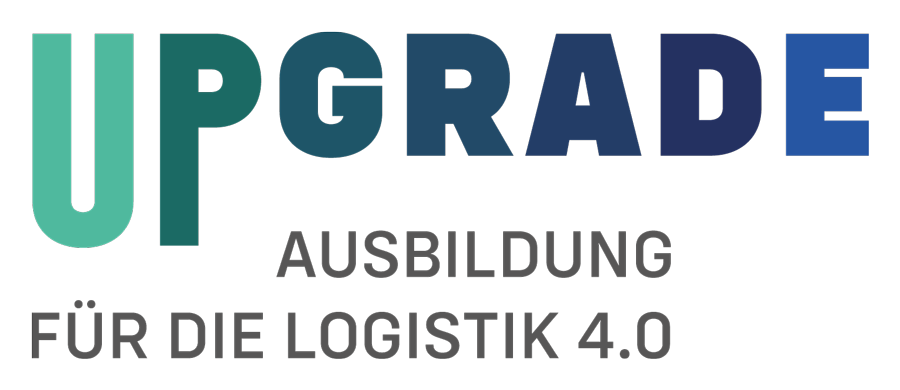 UPGRADE
AUSBILDUNG
FÜR DIE LOGISTIK 4.0